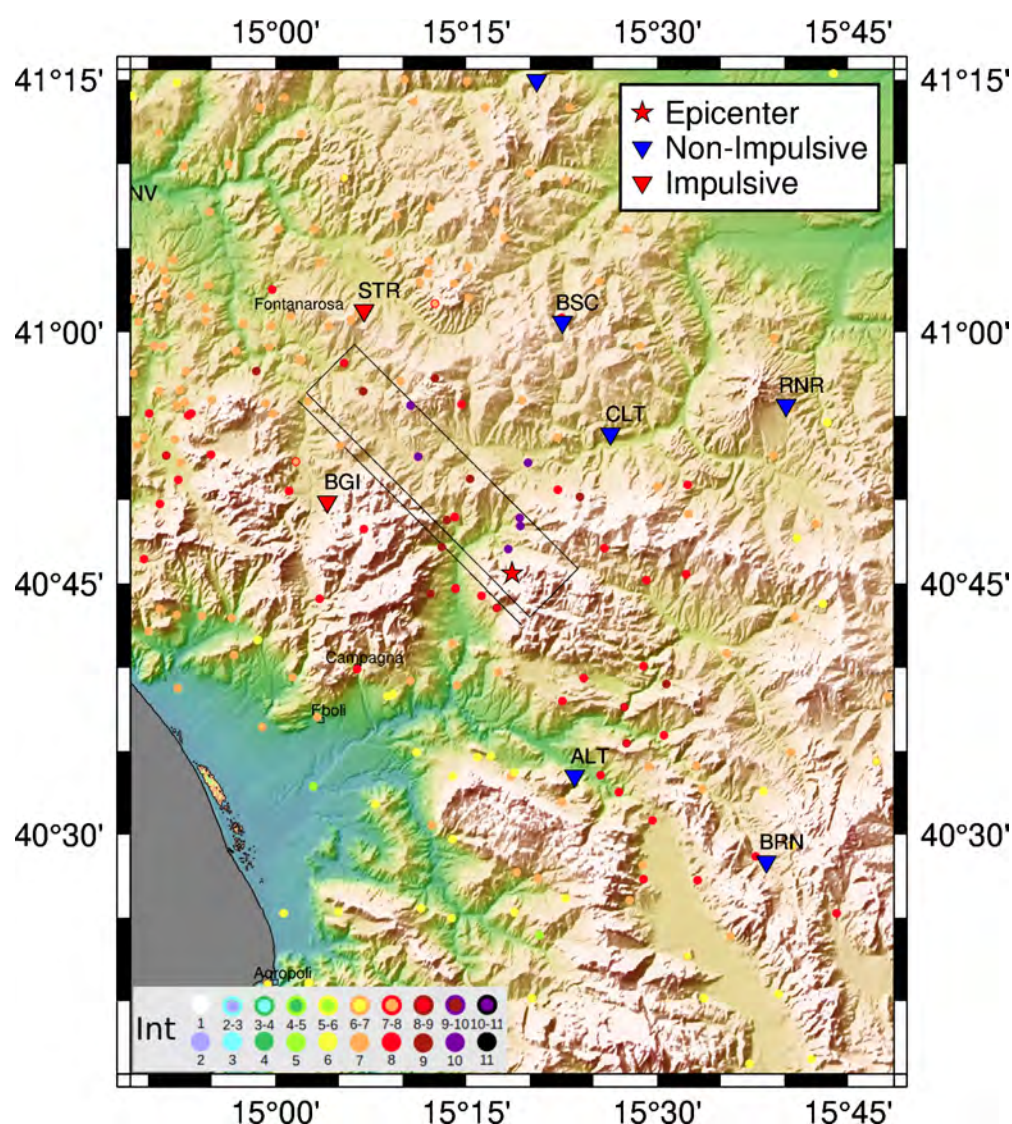 15°00' 15°15' 15°30' 15°45'
41°15' 41°15'
Epicenter
Non-Impulsive
Impulsive
NV
STR
Fontanarosa
BSC
41°00' 41°00'
RNR
CLT
BGI
40°45' 40°45'
Campagna
Eboli
ALT
40°30' 40°30'
BRN
Agropoli
Int
1 2-3 3-4 4-5 5-6 6-7 7-8 8-9 9-10 10-11
2 3 4 5 6 7 8 9 10 11
15°00' 15°15' 15°30' 15°45'